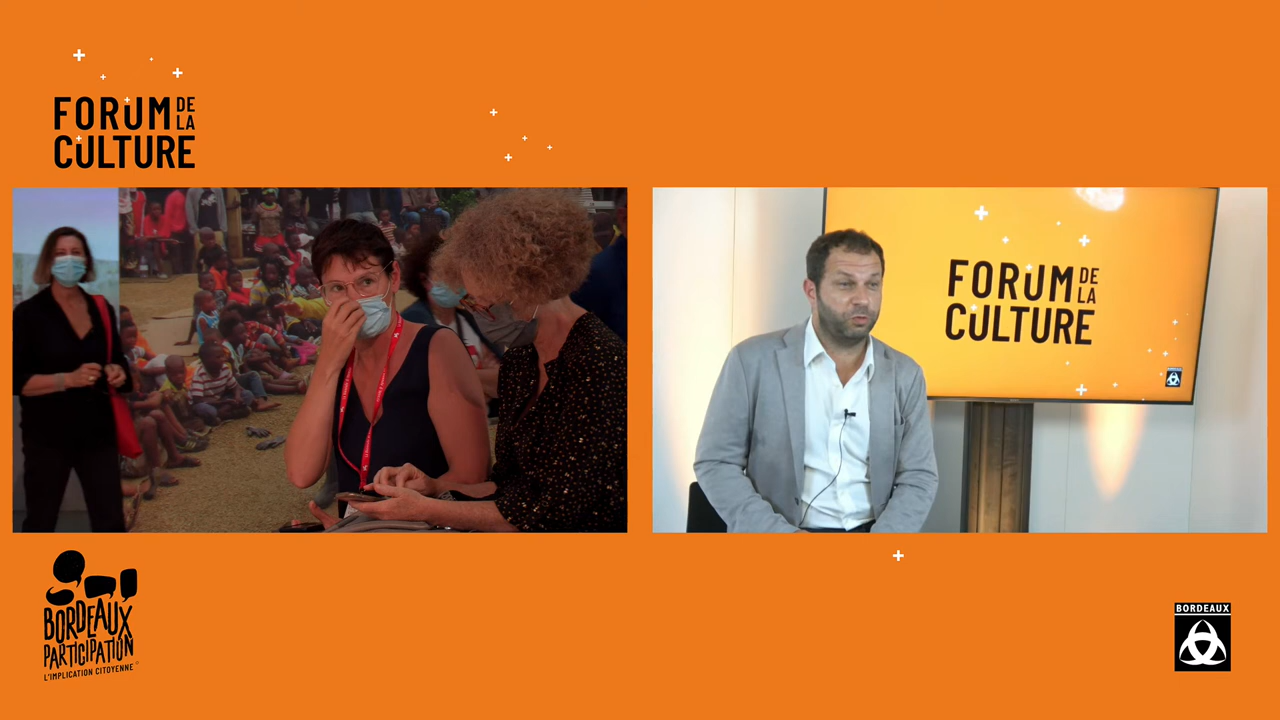 FORUM DE LA
CULTURE
FORUM DE LA
CULTURE
BORDEAUX
PARTICIPATION
L'IMPLICATION CITOYENNE
BORDEAUX